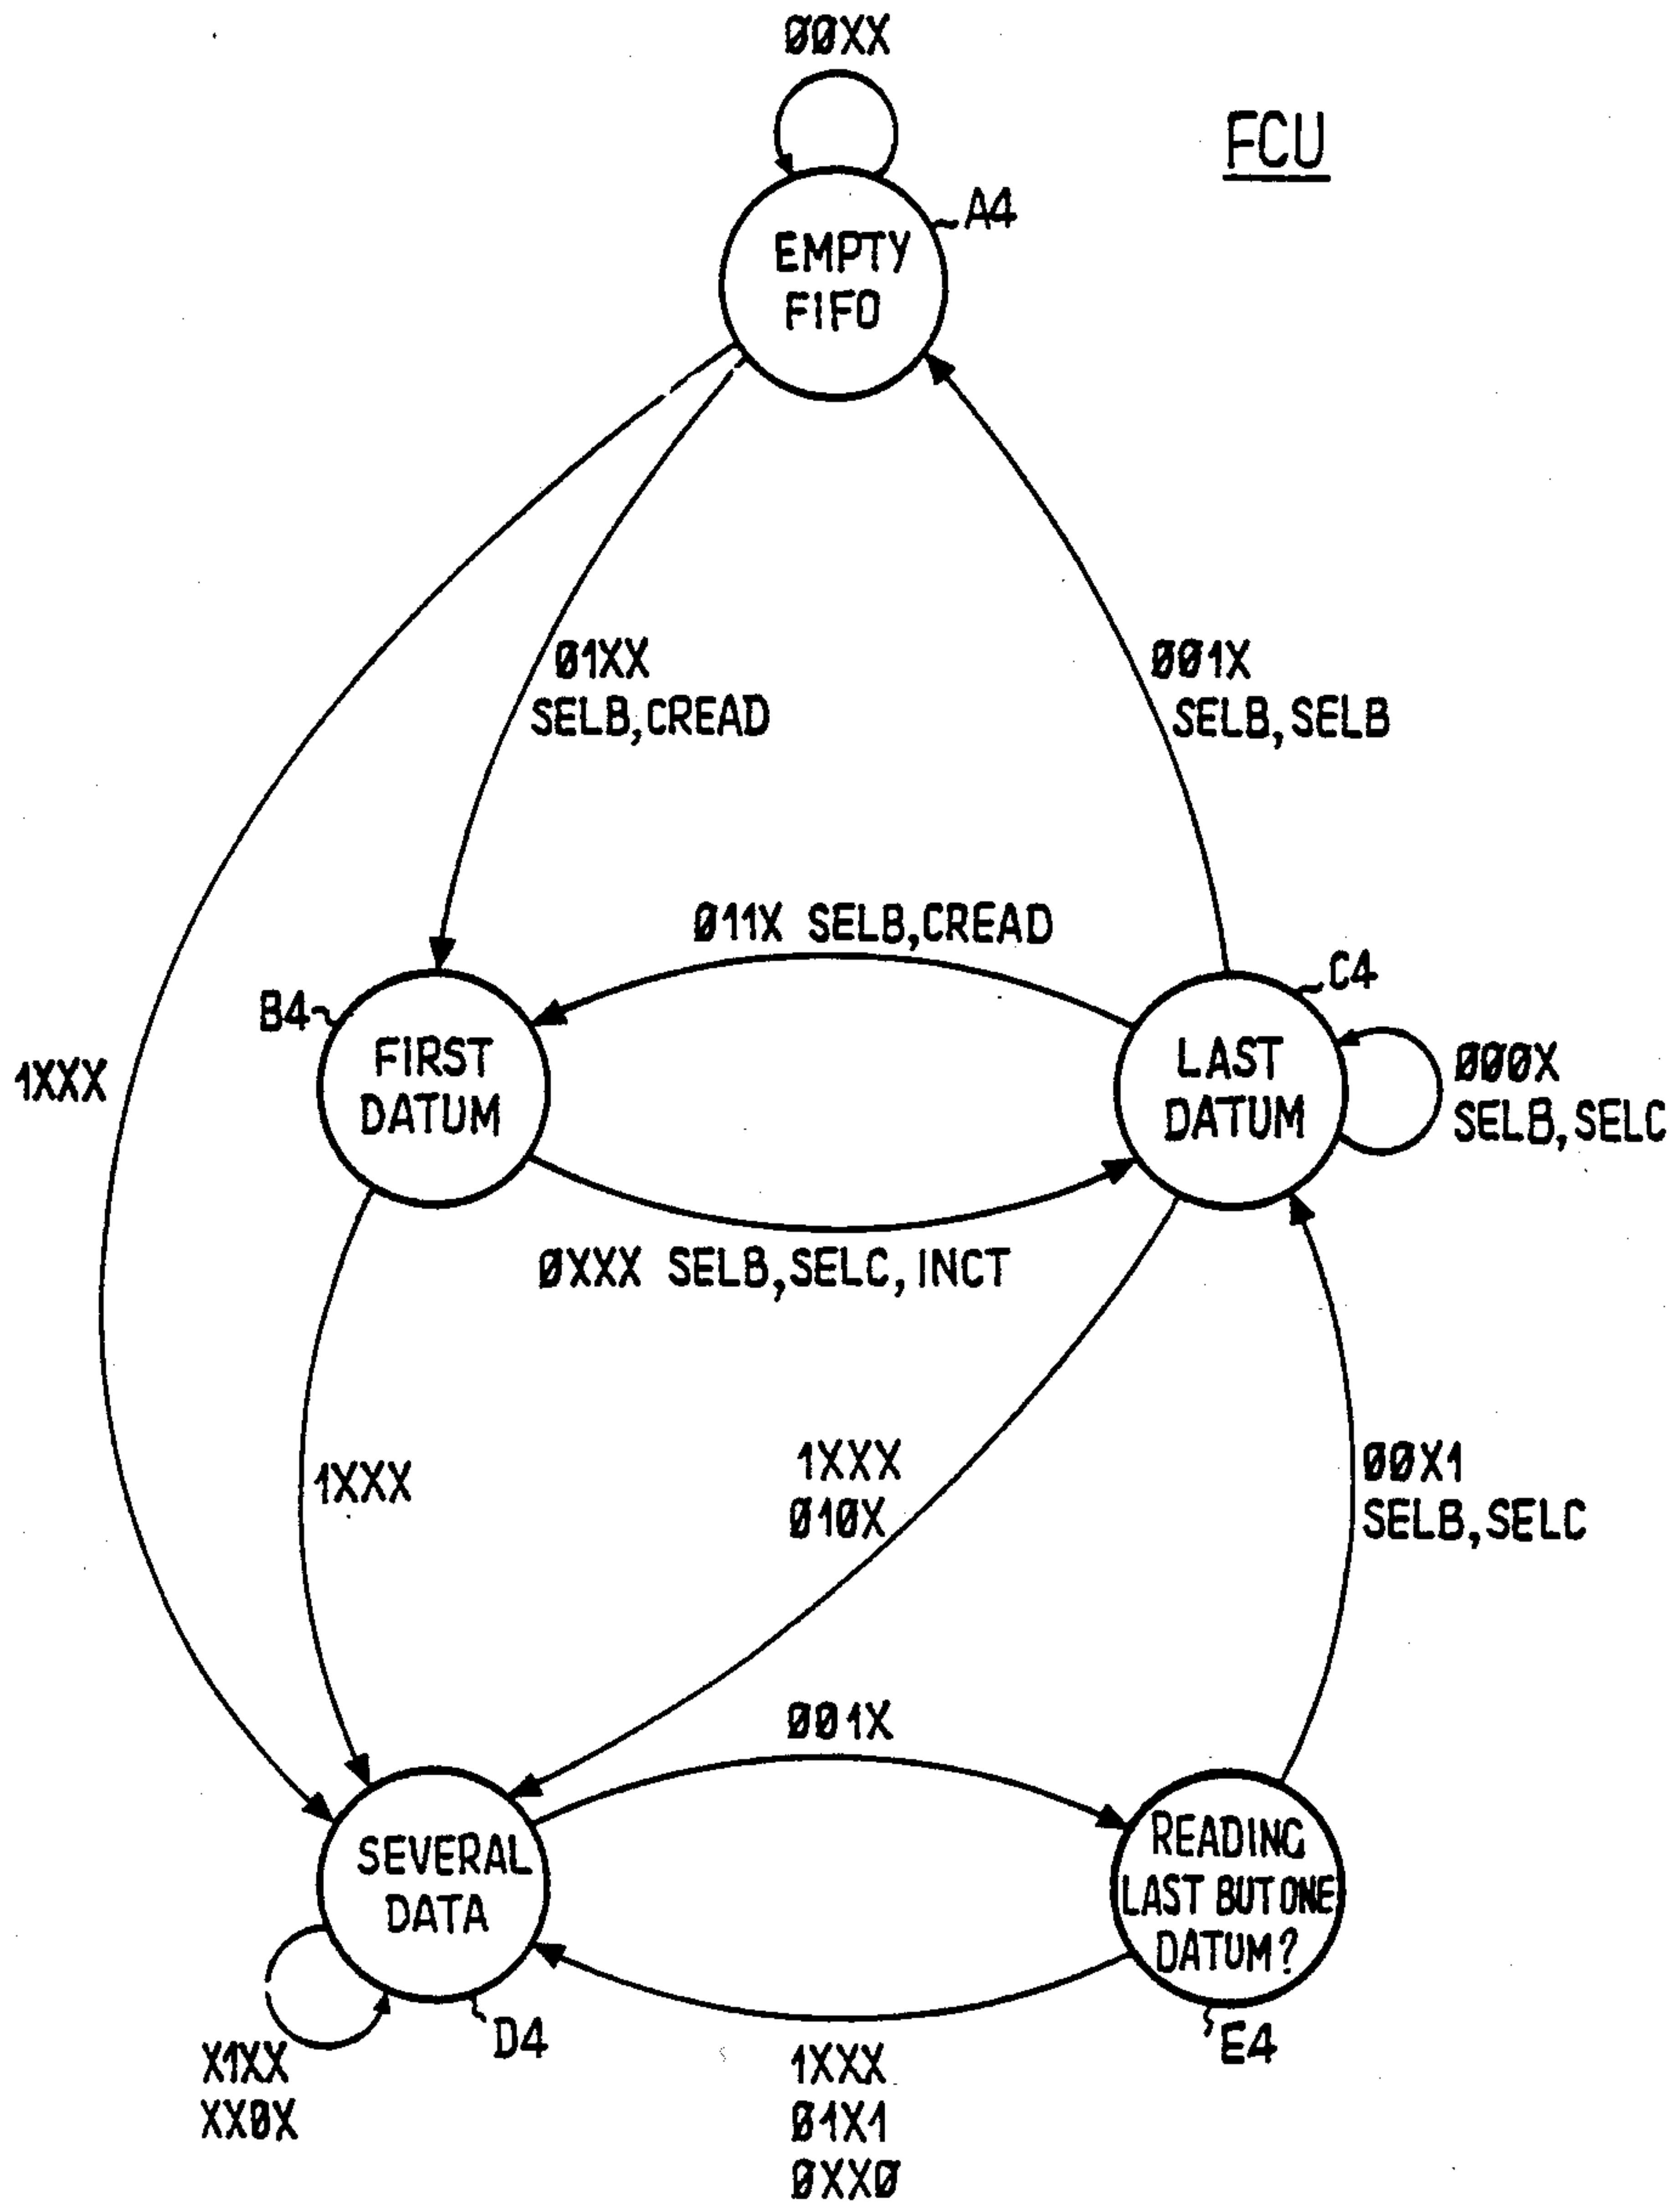 ØØXX
FCU
A4
EMPTY
FIFO
Ø1XX
SELB,CREAD
ØØ1X
SELB,SELB
Ø11X SELB,CREAD
C4
B4
FIRST
DATUM
LAST
DATUM
1XXX
ØØØX
SELB,SELC
ØXXX SELB,SELC,INCT
1XXX
1XXX
Ø1ØX
ØØX1
SELB,SELC
ØØ1X
SEVERAL
DATA
READING
LAST BUT ONE
DATUM?
D4
E4
X1XX
XXØX
1XXX
Ø1X1
ØXXØ